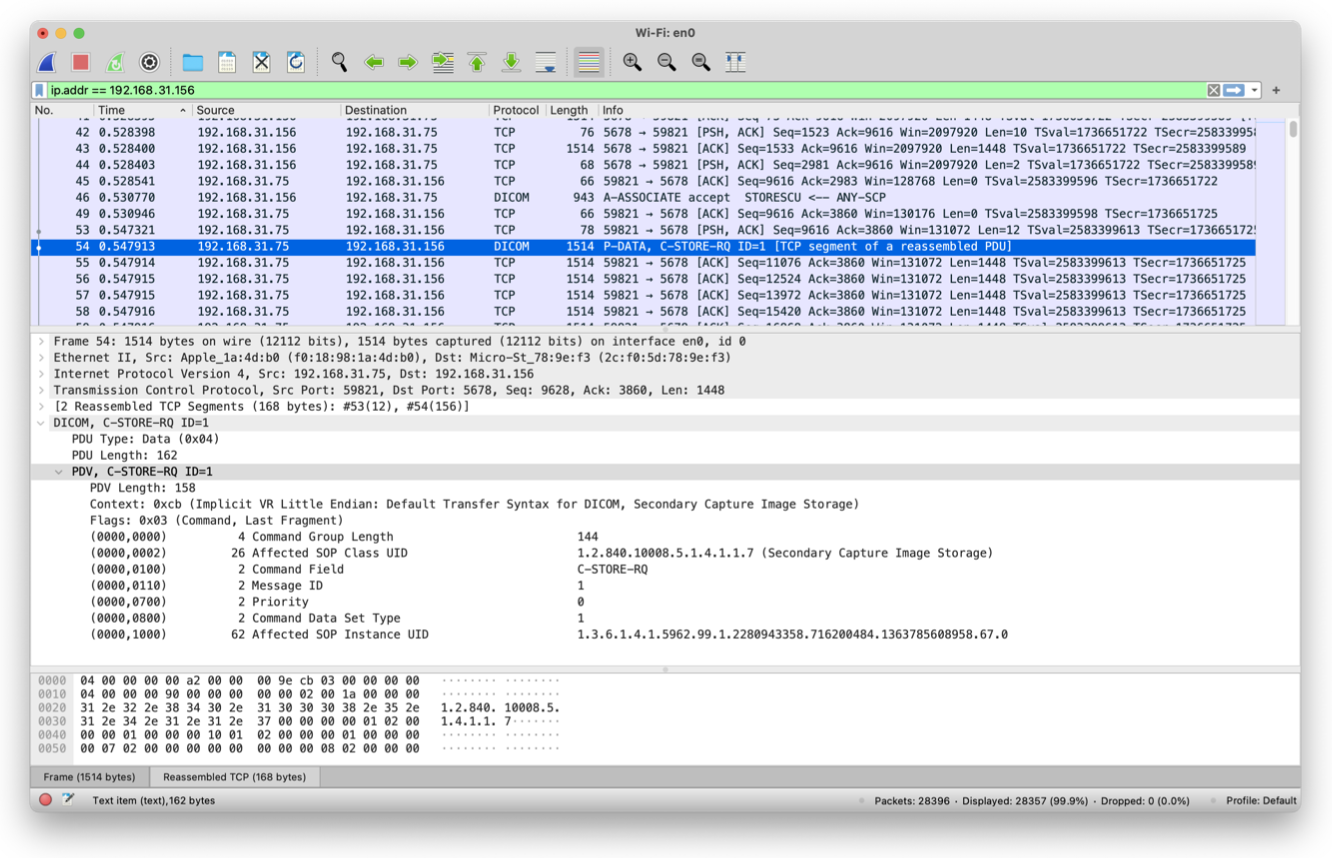 Wi-Fi: en0
ip.addr == 192.168.31.156
No. Time Source Destination Protocol Length Info
42 0.528398 192.168.31.156 192.168.31.75 TCP 76 5678 → 59821 [PSH, ACK] Seq=1523 Ack=9616 Win=2097920 Len=10 TSval=1736651722 TSecr=258339958
43 0.528400 192.168.31.156 192.168.31.75 TCP 1514 5678 → 59821 [ACK] Seq=1533 Ack=9616 Win=2097920 Len=1448 TSval=1736651722 TSecr=2583399589
44 0.528403 192.168.31.156 192.168.31.75 TCP 68 5678 → 59821 [PSH, ACK] Seq=2981 Ack=9616 Win=2097920 Len=2 TSval=1736651722 TSecr=2583399589
45 0.528541 192.168.31.75 192.168.31.156 TCP 66 59821 → 5678 [ACK] Seq=9616 Ack=2983 Win=128768 Len=0 TSval=2583399596 TSecr=1736651722
46 0.530770 192.168.31.156 192.168.31.75 DICOM 943 A-ASSOCIATE accept STORESCU <-- ANY-SCP
49 0.530946 192.168.31.75 192.168.31.156 TCP 66 59821 → 5678 [ACK] Seq=9616 Ack=3860 Win=130176 Len=0 TSval=2583399598 TSecr=1736651725
53 0.547321 192.168.31.75 192.168.31.156 TCP 78 59821 → 5678 [PSH, ACK] Seq=9616 Ack=3860 Win=131072 Len=12 TSval=2583399613 TSecr=173665172
54 0.547913 192.168.31.75 192.168.31.156 DICOM 1514 P-DATA, C-STORE-RQ ID=1 [TCP segment of a reassembled PDU]
55 0.547914 192.168.31.75 192.168.31.156 TCP 1514 59821 → 5678 [ACK] Seq=11076 Ack=3860 Win=131072 Len=1448 TSval=2583399613 TSecr=1736651725
56 0.547915 192.168.31.75 192.168.31.156 TCP 1514 59821 → 5678 [ACK] Seq=12524 Ack=3860 Win=131072 Len=1448 TSval=2583399613 TSecr=1736651725
57 0.547915 192.168.31.75 192.168.31.156 TCP 1514 59821 → 5678 [ACK] Seq=13972 Ack=3860 Win=131072 Len=1448 TSval=2583399613 TSecr=1736651725
58 0.547916 192.168.31.75 192.168.31.156 TCP 1514 59821 → 5678 [ACK] Seq=15420 Ack=3860 Win=131072 Len=1448 TSval=2583399613 TSecr=1736651725
Frame 54: 1514 bytes on wire (12112 bits), 1514 bytes captured (12112 bits) on interface en0, id 0
Ethernet II, Src: Apple_1a:4d:b0 (f0:18:98:1a:4d:b0), Dst: Micro-St_78:9e:f3 (2c:f0:5d:78:9e:f3)
Internet Protocol Version 4, Src: 192.168.31.75, Dst: 192.168.31.156
Transmission Control Protocol, Src Port: 59821, Dst Port: 5678, Seq: 9628, Ack: 3860, Len: 1448
[2 Reassembled TCP Segments (168 bytes): #53(12), #54(156)]
DICOM, C-STORE-RQ ID=1
PDU Type: Data (0x04)
PDU Length: 162
PDV, C-STORE-RQ ID=1
PDV Length: 158
Context: 0xcb (Implicit VR Little Endian: Default Transfer Syntax for DICOM, Secondary Capture Image Storage)
Flags: 0x03 (Command, Last Fragment)
(0000,0000) 4 Command Group Length 144
(0000,0002) 26 Affected SOP Class UID 1.2.840.10008.5.1.4.1.1.7 (Secondary Capture Image Storage)
(0000,0100) 2 Command Field C-STORE-RQ
(0000,0110) 2 Message ID 1
(0000,0700) 2 Priority 0
(0000,0800) 2 Command Data Set Type 1
(0000,1000) 62 Affected SOP Instance UID 1.3.6.1.4.1.5962.99.1.2280943358.716200484.1363785608958.67.0
0000 04 00 00 00 00 a2 00 00 00 9e cb 03 00 00 00 00 ········ ········
0010 04 00 00 00 90 00 00 00 00 00 02 00 1a 00 00 00 ········ ········
0020 31 2e 32 2e 38 34 30 2e 31 30 30 30 38 2e 35 2e 1.2.840. 10008.5.
0030 31 2e 34 2e 31 2e 31 2e 37 00 00 00 00 01 02 00 1.4.1.1. 7·······
0040 00 00 01 00 00 00 10 01 02 00 00 00 01 00 00 00 ········ ········
0050 00 07 02 00 00 00 00 00 00 00 00 08 02 00 00 00 ········ ········
Frame (1514 bytes) Reassembled TCP (168 bytes)
Text item (text),162 bytes Packets: 28396 · Displayed: 28357 (99.9%) · Dropped: 0 (0.0%) Profile: Default